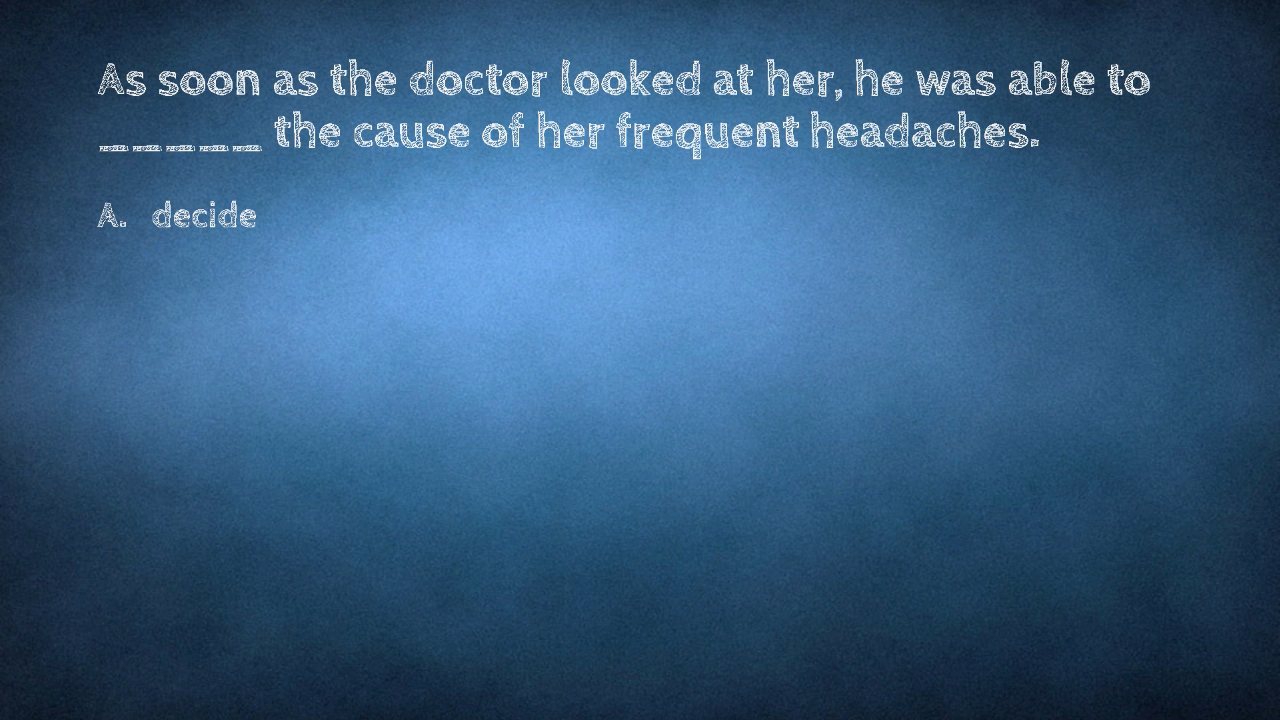 As soon as the doctor looked at her, he was able to
_____ the cause of her frequent headaches.
A. decide